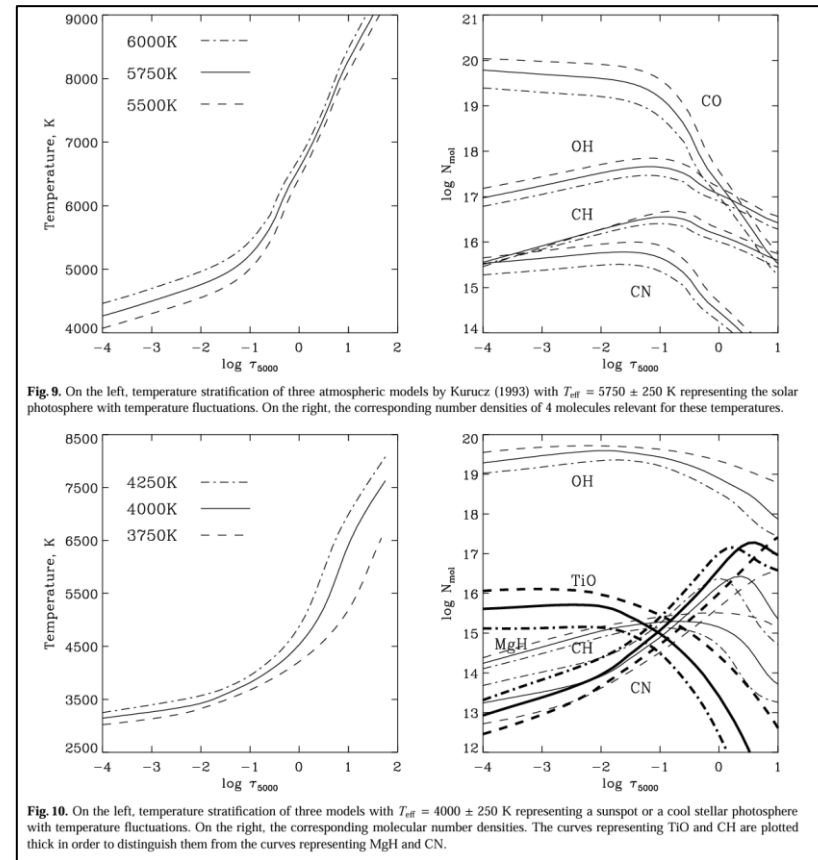 9000
8000
7000
6000
5000
4000
Temperature, K
6000K
5750K
5500K
-4 -3 -2 -1 0 1 2
log τ5000
21
20
19
18
17
16
15
14
log Nmol
CO
OH
CH
CN
-4 -3 -2 -1 0 1
log τ5000
Fig. 9. On the left, temperature stratification of three atmospheric models by Kurucz (1993) with Teff = 5750 ± 250 K representing the solar
photosphere with temperature fluctuations. On the right, the corresponding number densities of 4 molecules relevant for these temperatures.
8500
7500
6500
5500
4500
3500
2500
Temperature, K
4250K
4000K
3750K
-4 -3 -2 -1 0 1 2
log τ5000
20
19
18
17
16
15
14
13
12
log Nmol
OH
TiO
MgH
CH
CN
-4 -3 -2 -1 0 1
log τ5000
Fig. 10. On the left, temperature stratification of three models with Teff = 4000 ± 250 K representing a sunspot or a cool stellar photosphere
with temperature fluctuations. On the right, the corresponding molecular number densities. The curves representing TiO and CH are plotted
thick in order to distinguish them from the curves representing MgH and CN.